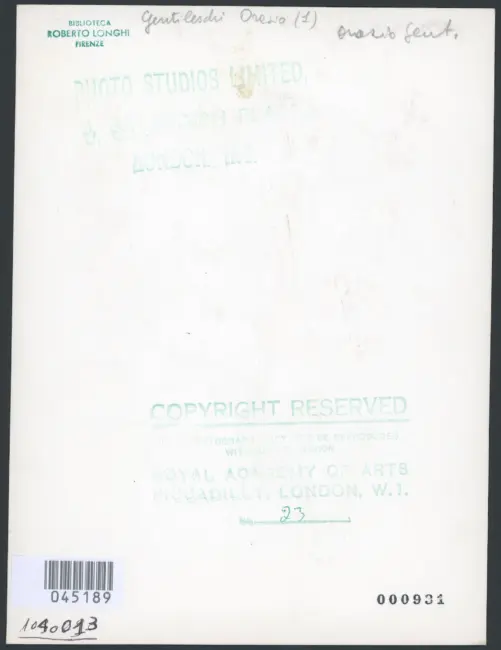 BIBLIOTECA
ROBERTO LONGHI
FIRENZE
Gentileschi Orazio (1)
Orazio Gent.
PHOTO STUDIOS LIMITED,
LONDON, W.1.
COPYRIGHT RESERVED
ROYAL ACADEMY OF ARTS
PICCADILLY, LONDON, W.1.
No. 23
045189
000931